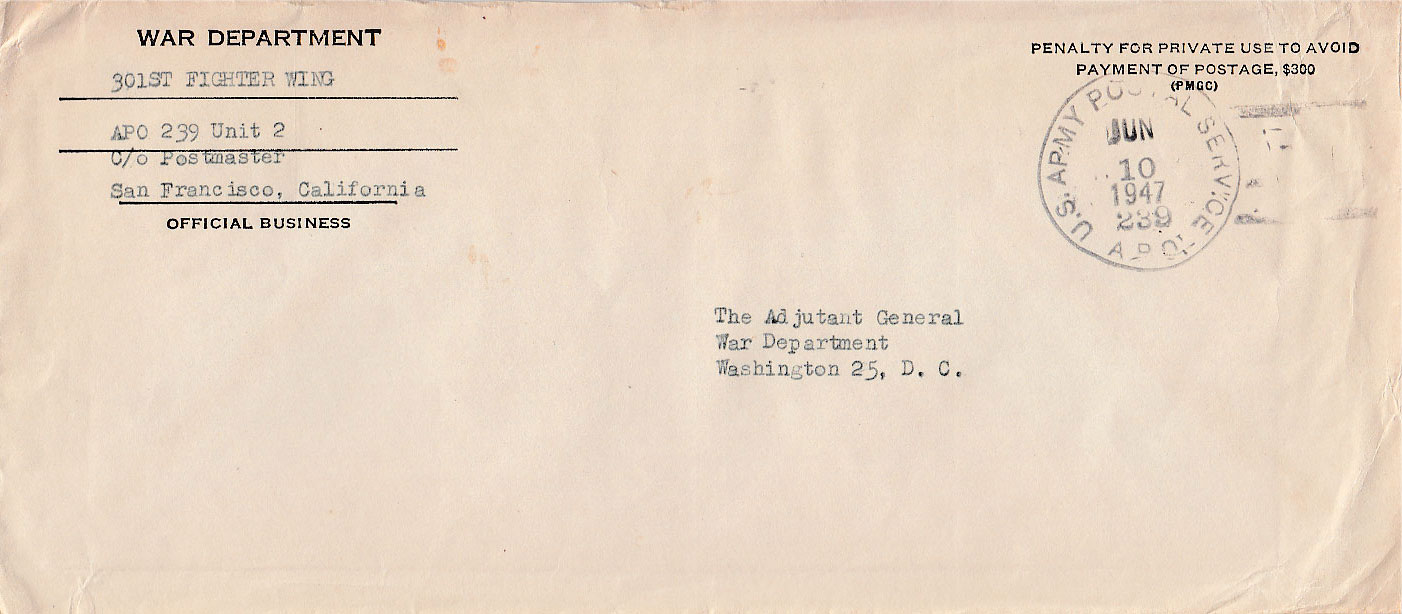 WAR DEPARTMENT
301ST FIGHTER WING
APO 239 Unit 2
C/o Postmaster
San Francisco, California
OFFICIAL BUSINESS
PENALTY FOR PRIVATE USE TO AVOID
PAYMENT OF POSTAGE, $300
(PMGC)
U.S. ARMY POSTAL SERVICE
JUN
10
1947
239
A.P.O.
The Adjutant General
War Department
Washington 25, D. C.